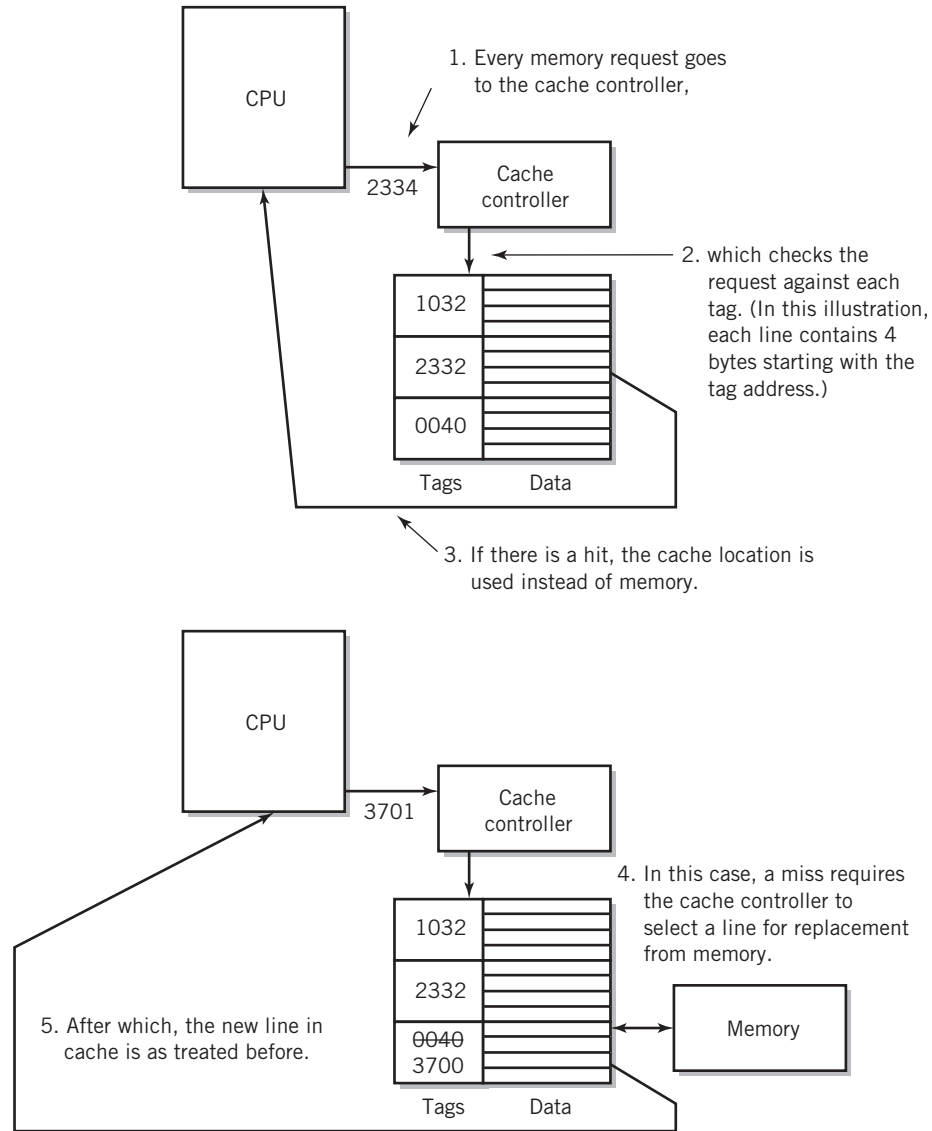 CPU
1. Every memory request goes
to the cache controller,
2334
Cache
controller
2. which checks the
request against each
tag. (In this illustration,
each line contains 4
bytes starting with the
tag address.)
1032
2332
0040
Tags Data
3. If there is a hit, the cache location is
used instead of memory.
CPU
3701
Cache
controller
4. In this case, a miss requires
the cache controller to
select a line for replacement
from memory.
1032
2332
0040
3700
Memory
5. After which, the new line in
cache is as treated before.
Tags Data